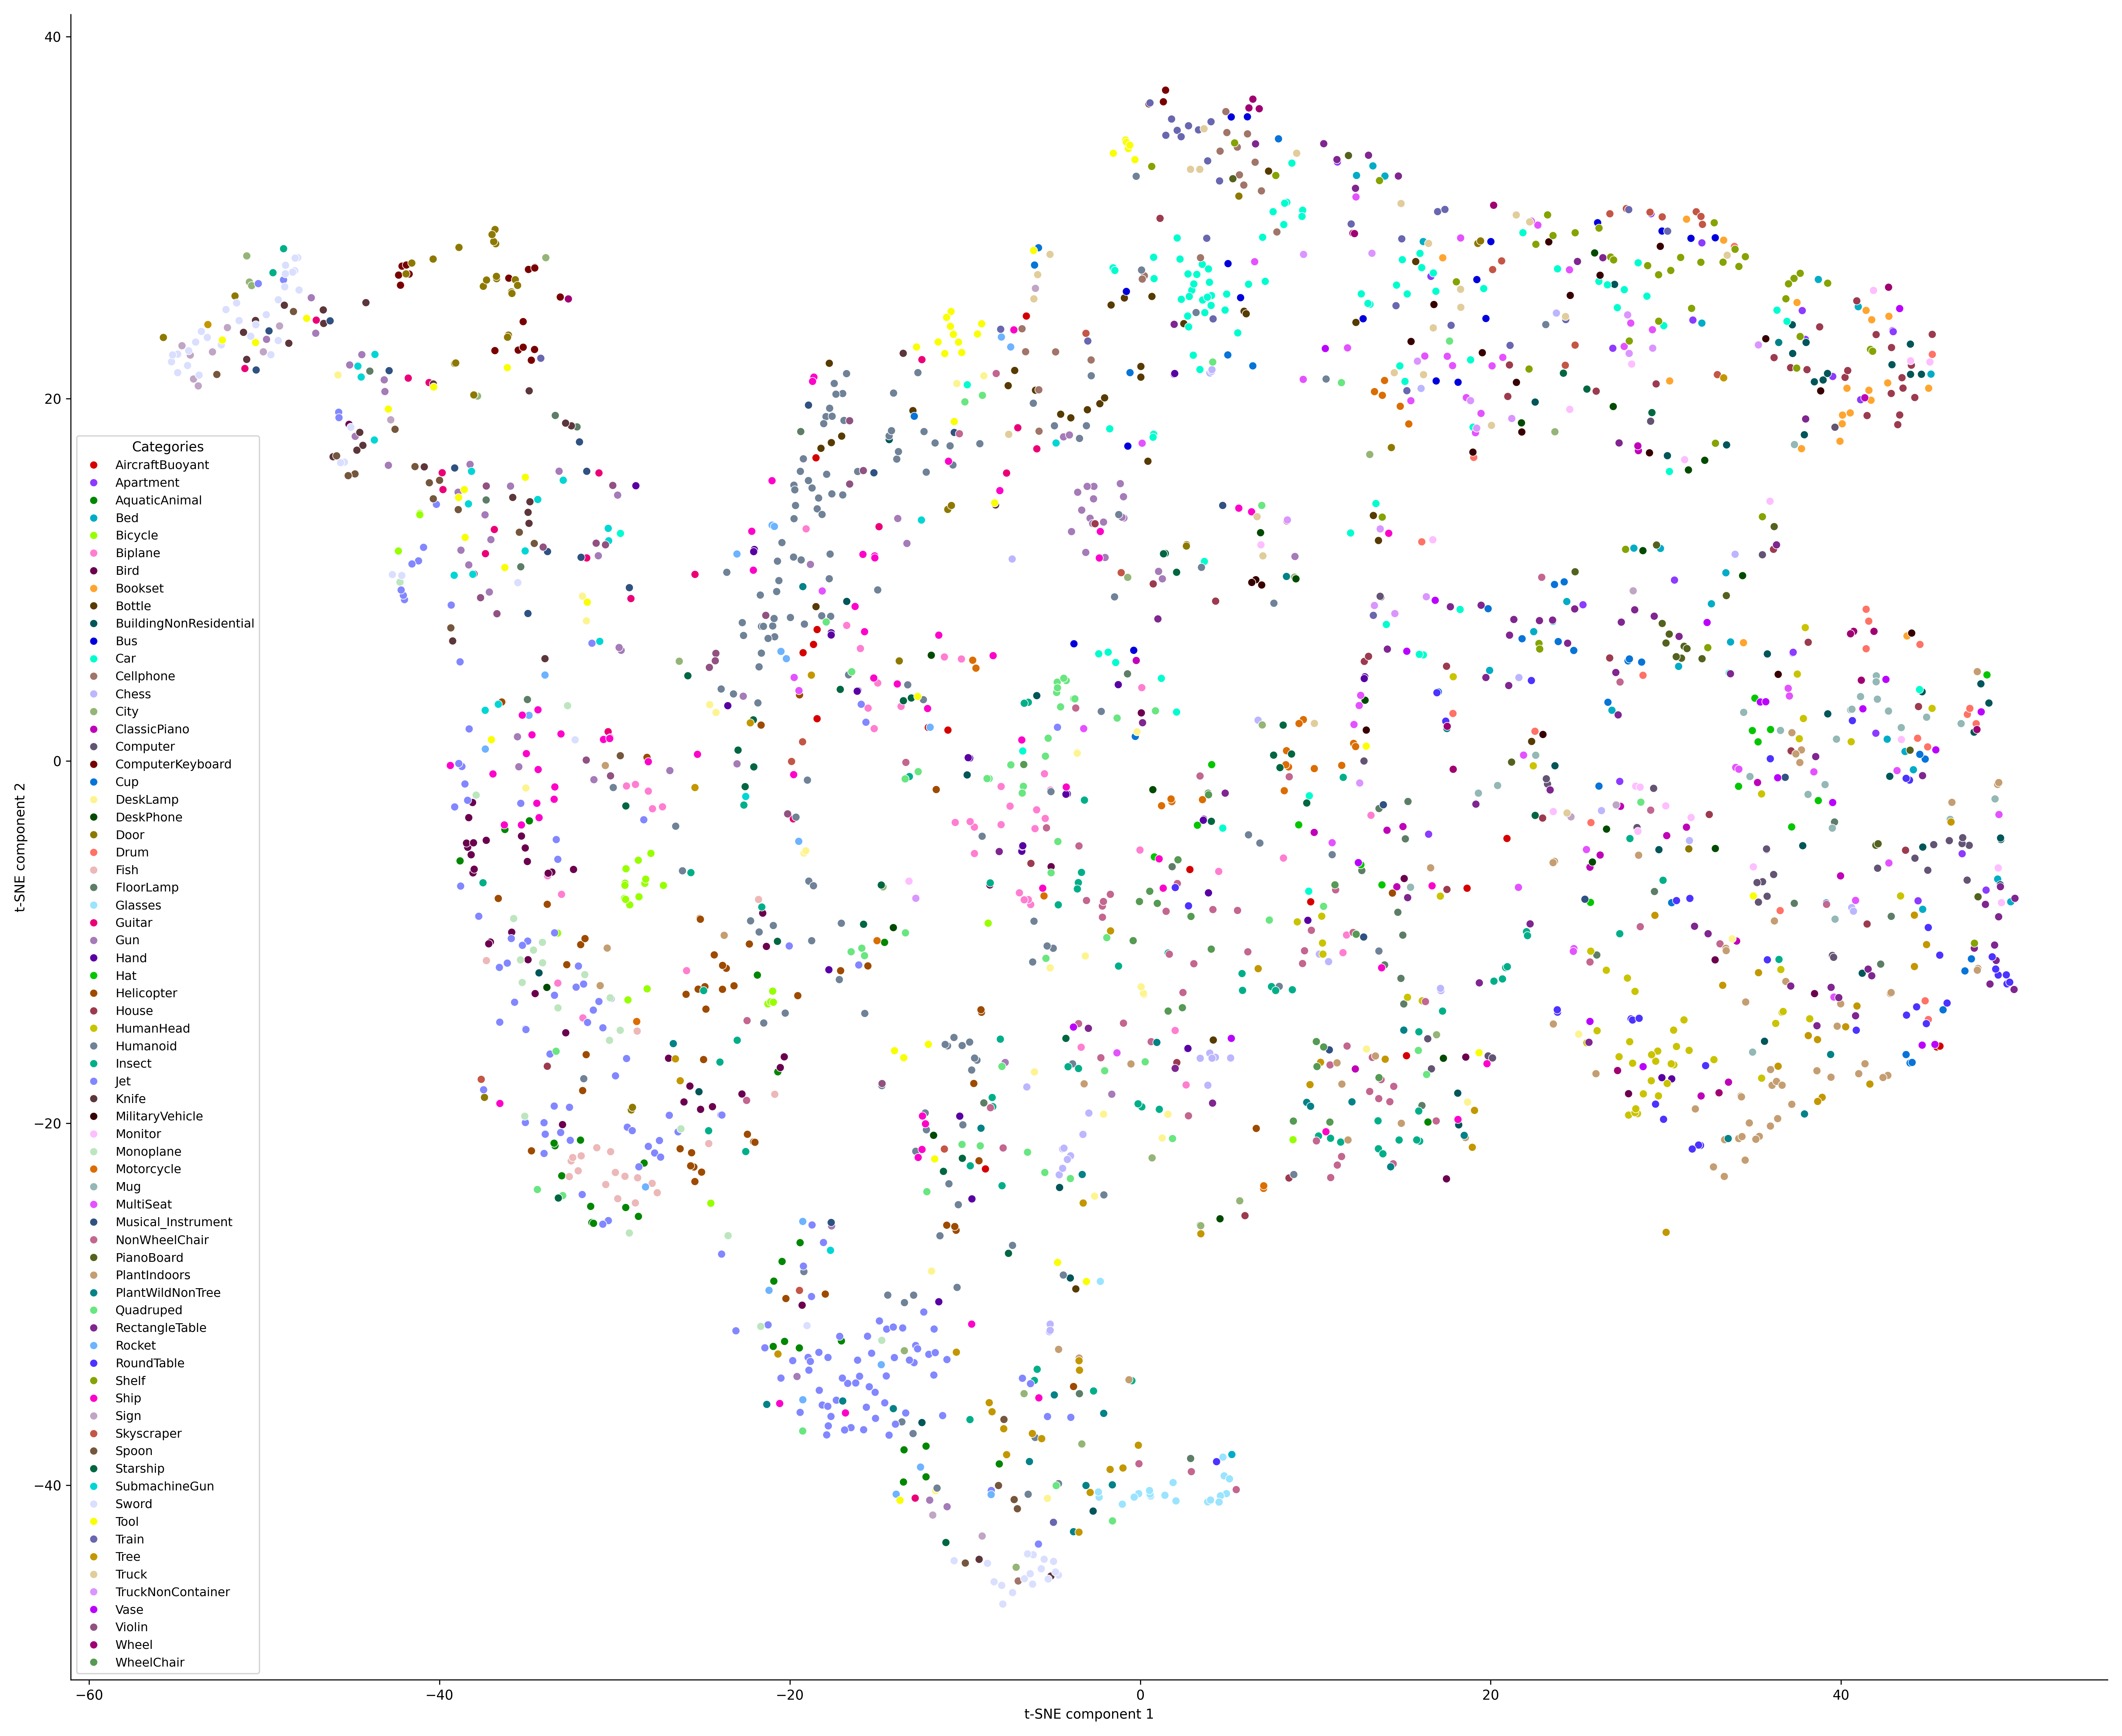 40
20
0
−20
−40
t-SNE component 2
Categories
AircraftBuoyant
Apartment
AquaticAnimal
Bed
Bicycle
Biplane
Bird
Bookset
Bottle
BuildingNonResidential
Bus
Car
Cellphone
Chess
City
ClassicPiano
Computer
ComputerKeyboard
Cup
DeskLamp
DeskPhone
Door
Drum
Fish
FloorLamp
Glasses
Guitar
Gun
Hand
Hat
Helicopter
House
HumanHead
Humanoid
Insect
Jet
Knife
MilitaryVehicle
Monitor
Monoplane
Motorcycle
Mug
MultiSeat
Musical_Instrument
NonWheelChair
PianoBoard
PlantIndoors
PlantWildNonTree
Quadruped
RectangleTable
Rocket
RoundTable
Shelf
Ship
Sign
Skyscraper
Spoon
Starship
SubmachineGun
Sword
Tool
Train
Tree
Truck
TruckNonContainer
Vase
Violin
Wheel
WheelChair
−60
−40
−20
0
20
40
t-SNE component 1